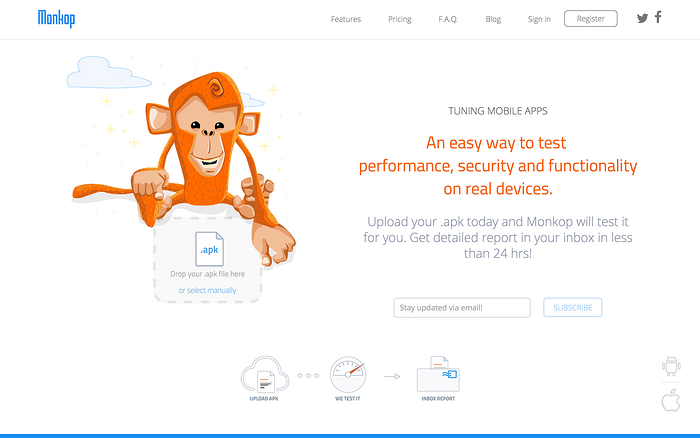 Monkop
Features
Pricing
F.A.Q.
Blog
Sign in
Register
TUNING MOBILE APPS
An easy way to test
performance, security and functionality
on real devices.
Upload your .apk today and Monkop will test it
for you. Get detailed report in your inbox in less
than 24 hrs!
.apk
Drop your .apk file here
or select manually
Stay updated via email!
SUBSCRIBE
UPLOAD APK
WE TEST IT
INBOX REPORT